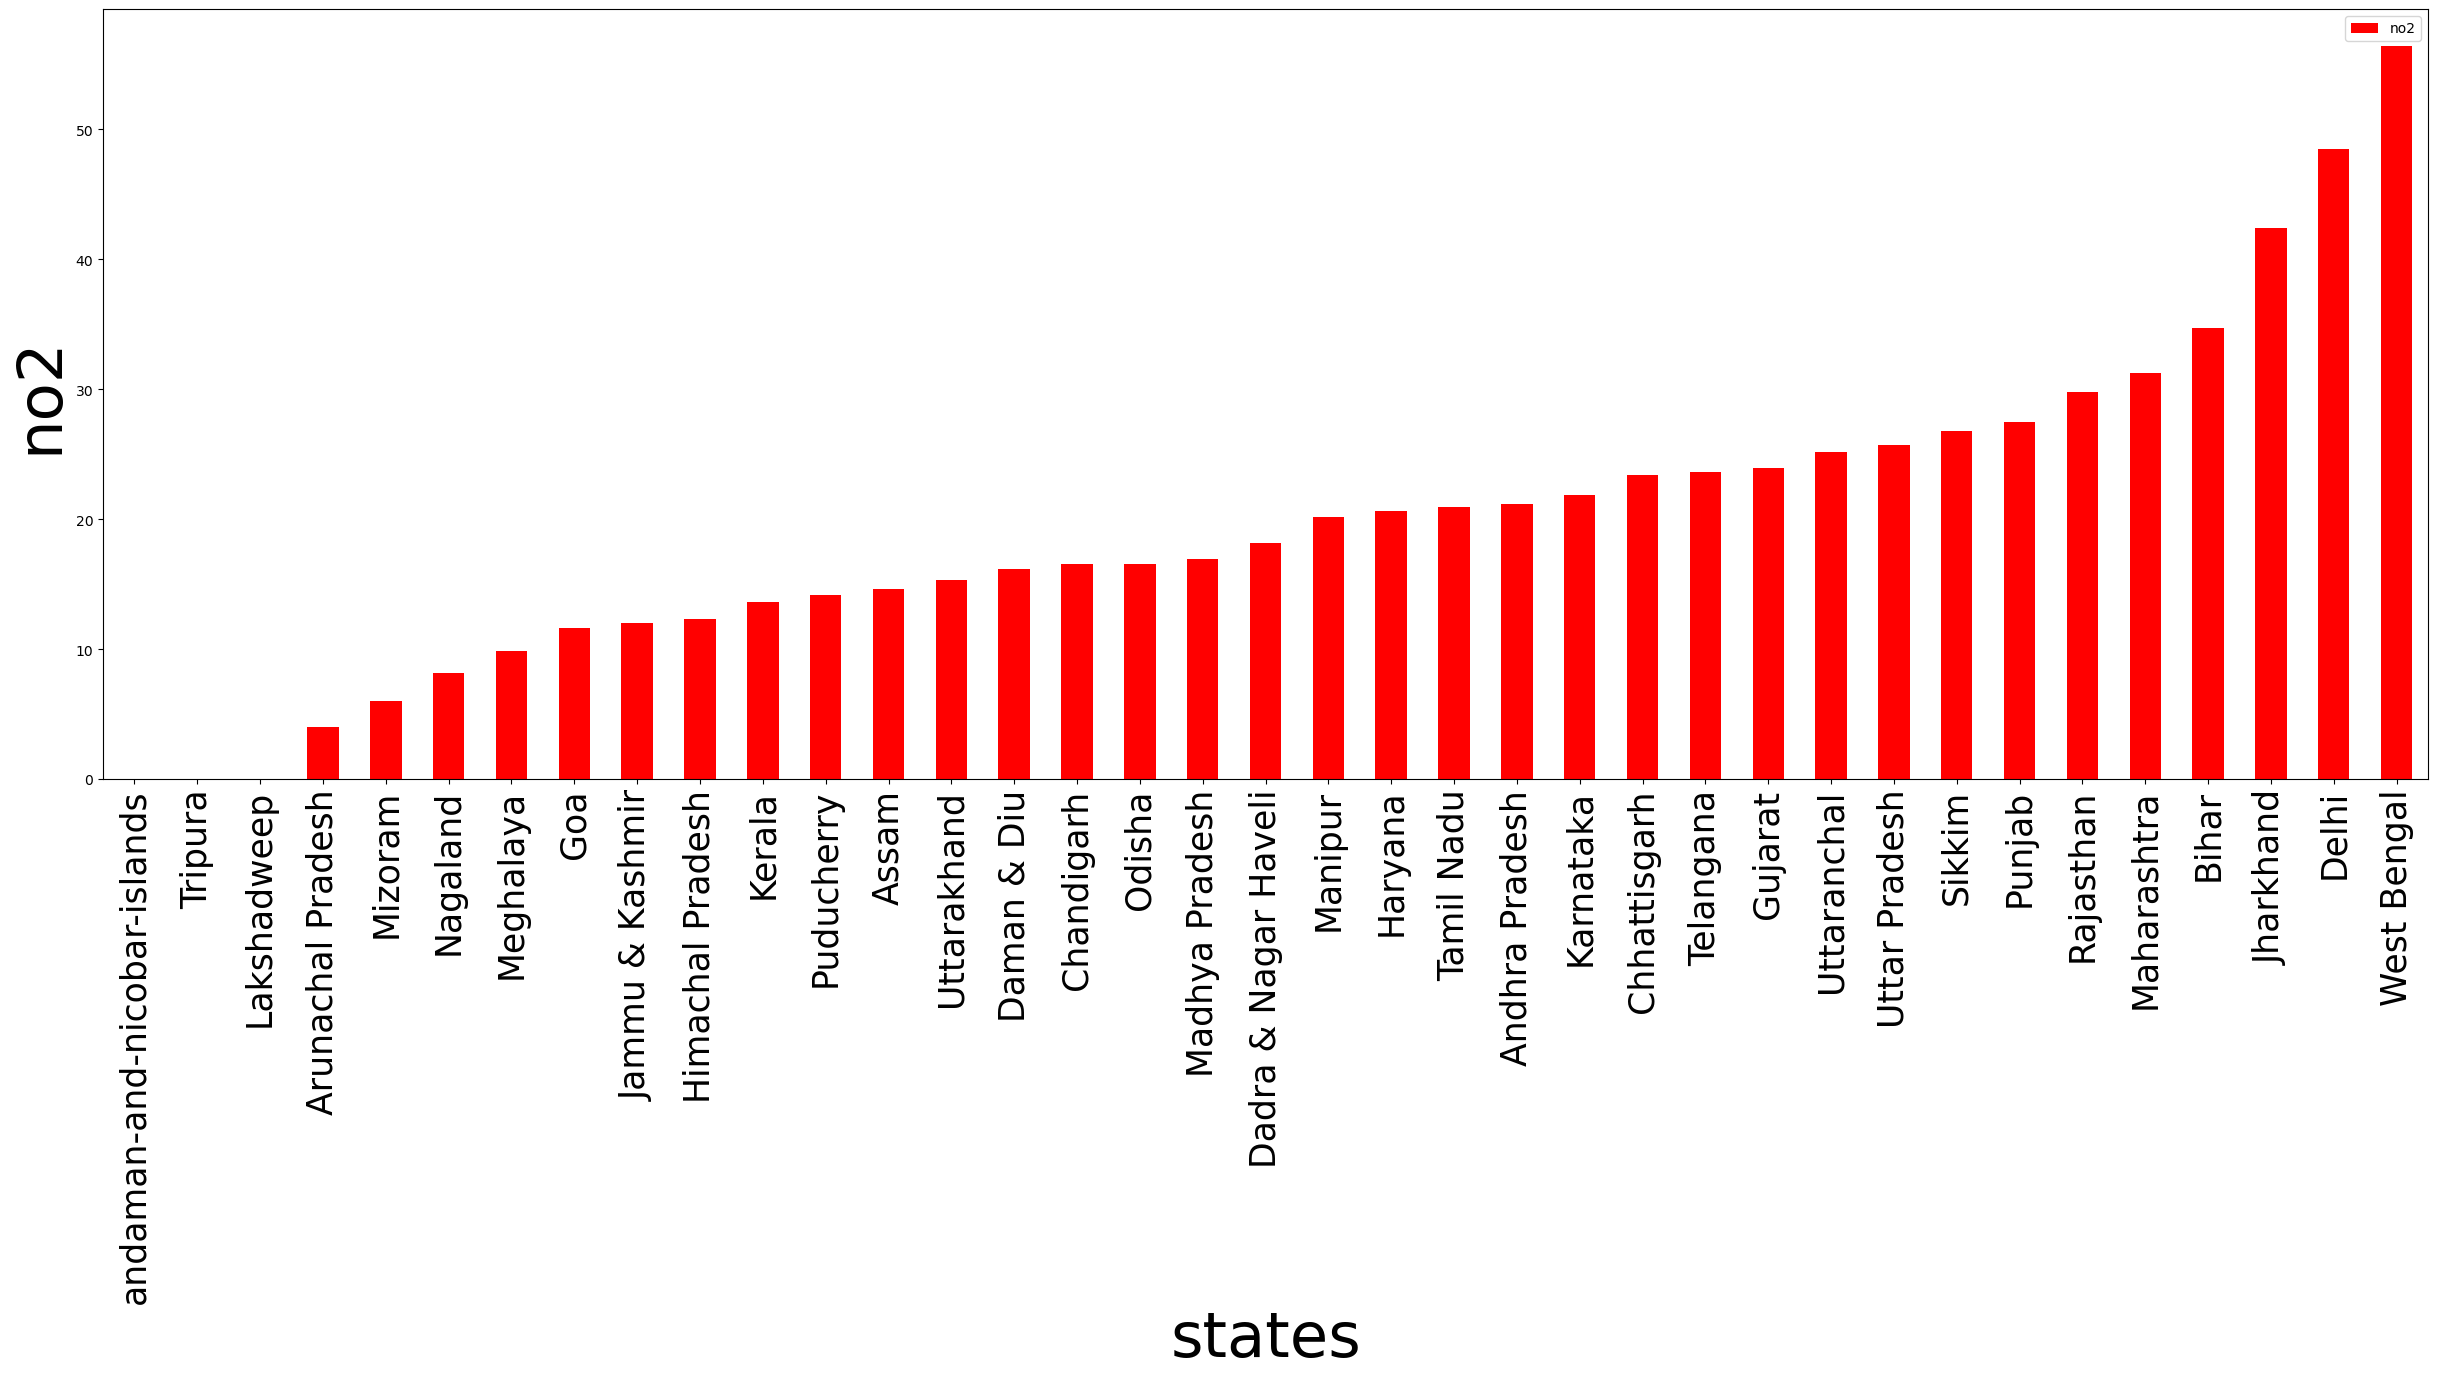 no2
50
40
30
20
10
0
no2
andaman-and-nicobar-islands
Tripura
Lakshadweep
Arunachal Pradesh
Mizoram
Nagaland
Meghalaya
Goa
Jammu & Kashmir
Himachal Pradesh
Kerala
Puducherry
Assam
Uttarakhand
Daman & Diu
Chandigarh
Odisha
Madhya Pradesh
Dadra & Nagar Haveli
Manipur
Haryana
Tamil Nadu
Andhra Pradesh
Karnataka
Chhattisgarh
Telangana
Gujarat
Uttaranchal
Uttar Pradesh
Sikkim
Punjab
Rajasthan
Maharashtra
Bihar
Jharkhand
Delhi
West Bengal
states